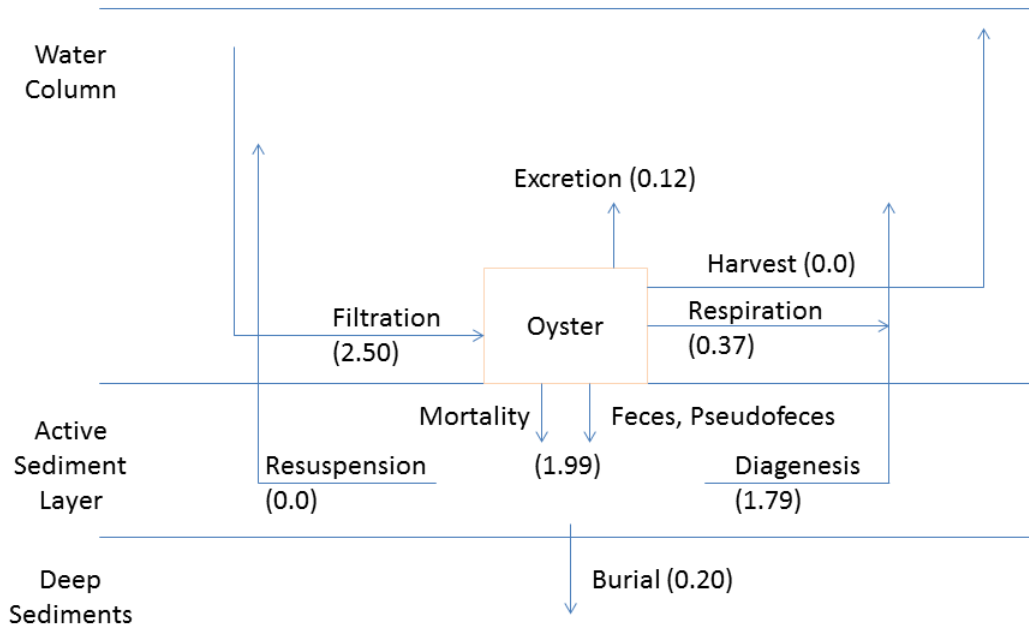 Water
Column
Excretion (0.12)
Harvest (0.0)
Filtration
(2.50)
Oyster
Respiration
(0.37)
Mortality
Feces, Pseudofeces
Active
Sediment
Layer
Resuspension
(0.0)
(1.99)
Diagenesis
(1.79)
Deep
Sediments
Burial (0.20)